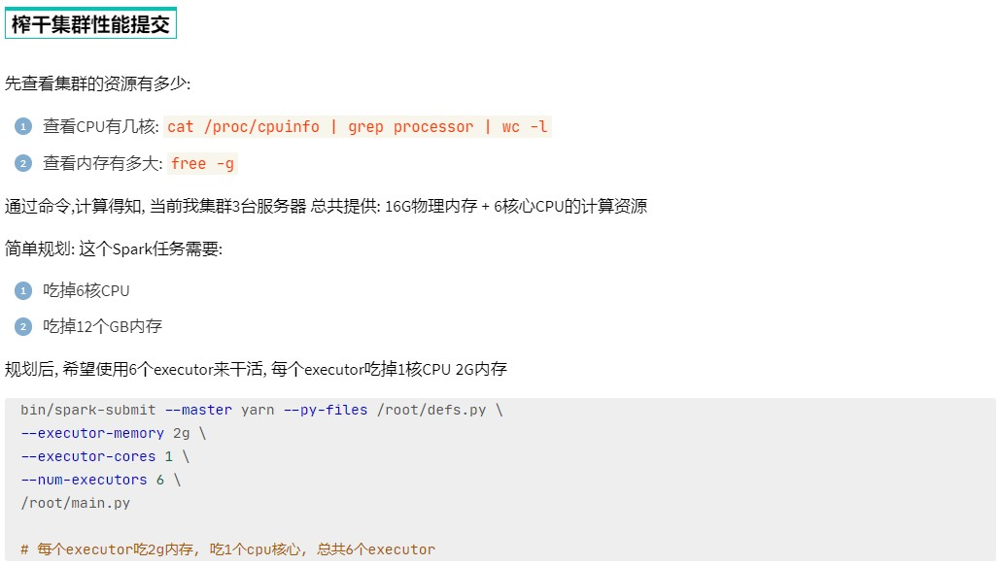 榨干集群性能提交
先查看集群的资源有多少:
1 查看CPU有几核: cat /proc/cpuinfo | grep processor | wc -l
2 查看内存有多大: free -g
通过命令,计算得知, 当前我集群3台服务器 总共提供: 16G物理内存 + 6核心CPU的计算资源
简单规划: 这个Spark任务需要:
1 吃掉6核CPU
2 吃掉12个GB内存
规划后, 希望使用6个executor来干活, 每个executor吃掉1核CPU 2G内存
bin/spark-submit --master yarn --py-files /root/defs.py \
--executor-memory 2g \
--executor-cores 1 \
--num-executors 6 \
/root/main.py
# 每个executor吃2g内存, 吃1个cpu核心, 总共6个executor